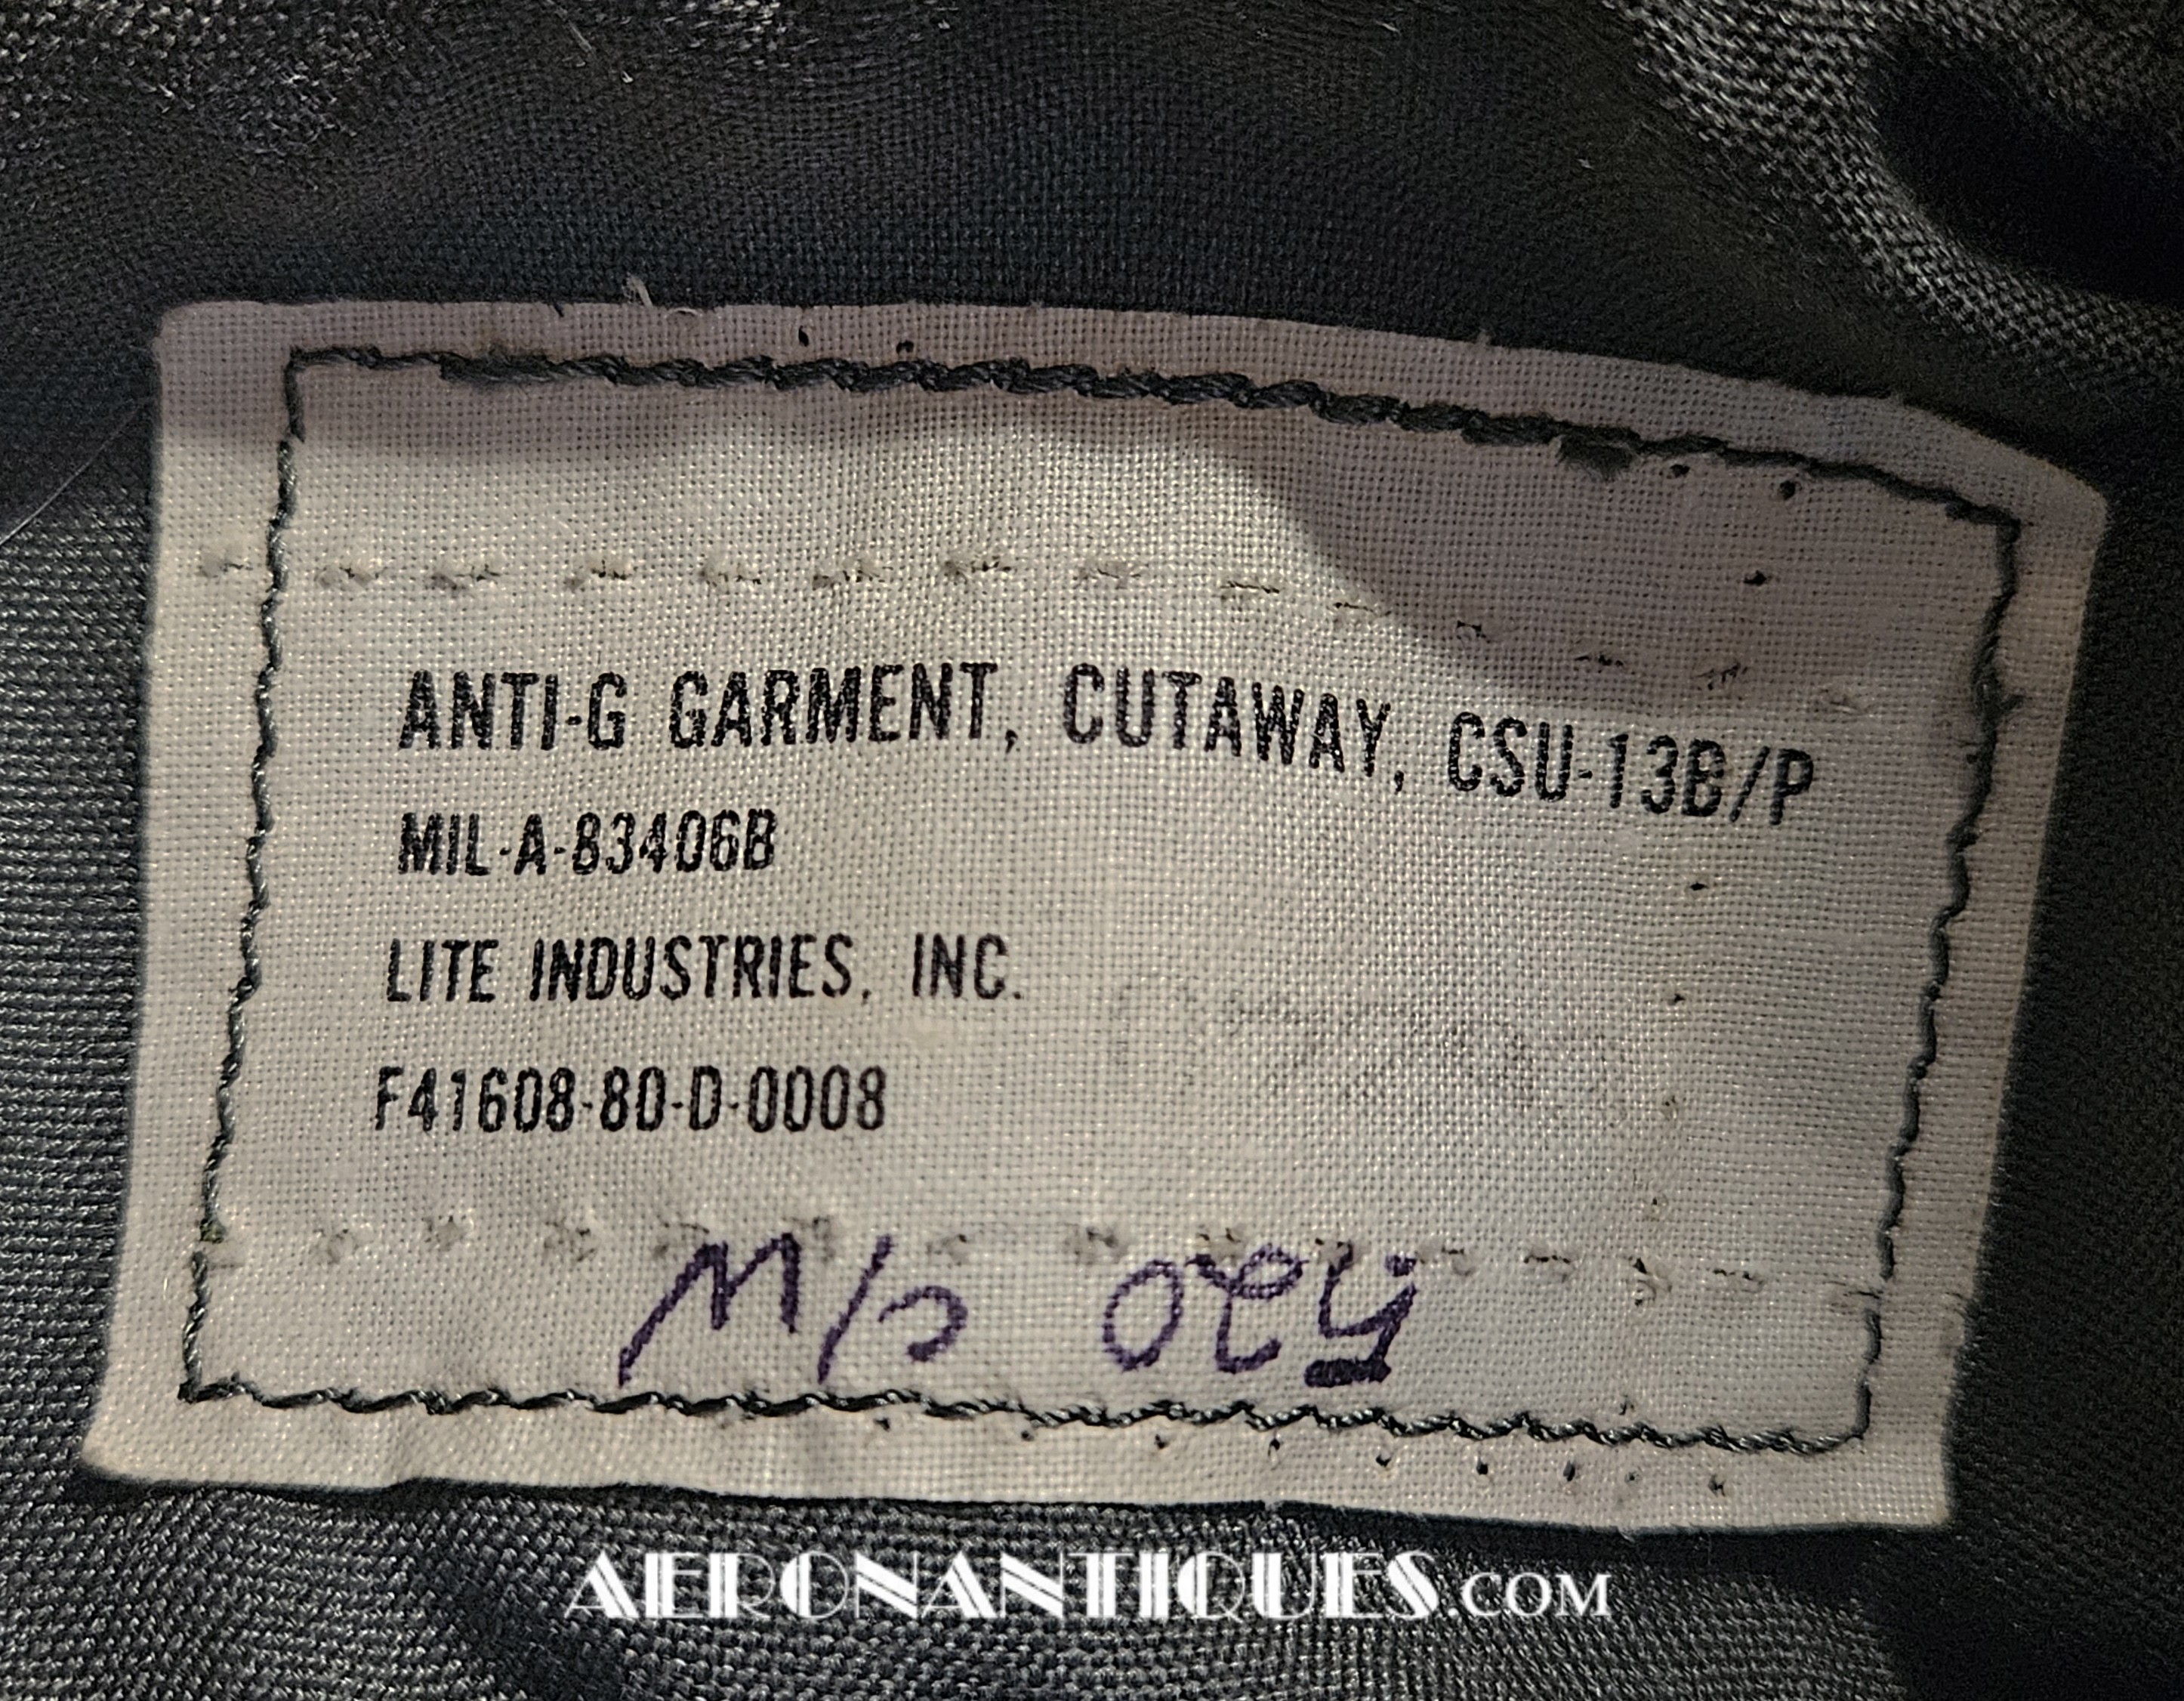 ANTI-G GARMENT, CUTAWAY, CSU-13B/P
MIL-A-83406B
LITE INDUSTRIES, INC.
F41608-80-D-0008
AERONANTIQUES.COM